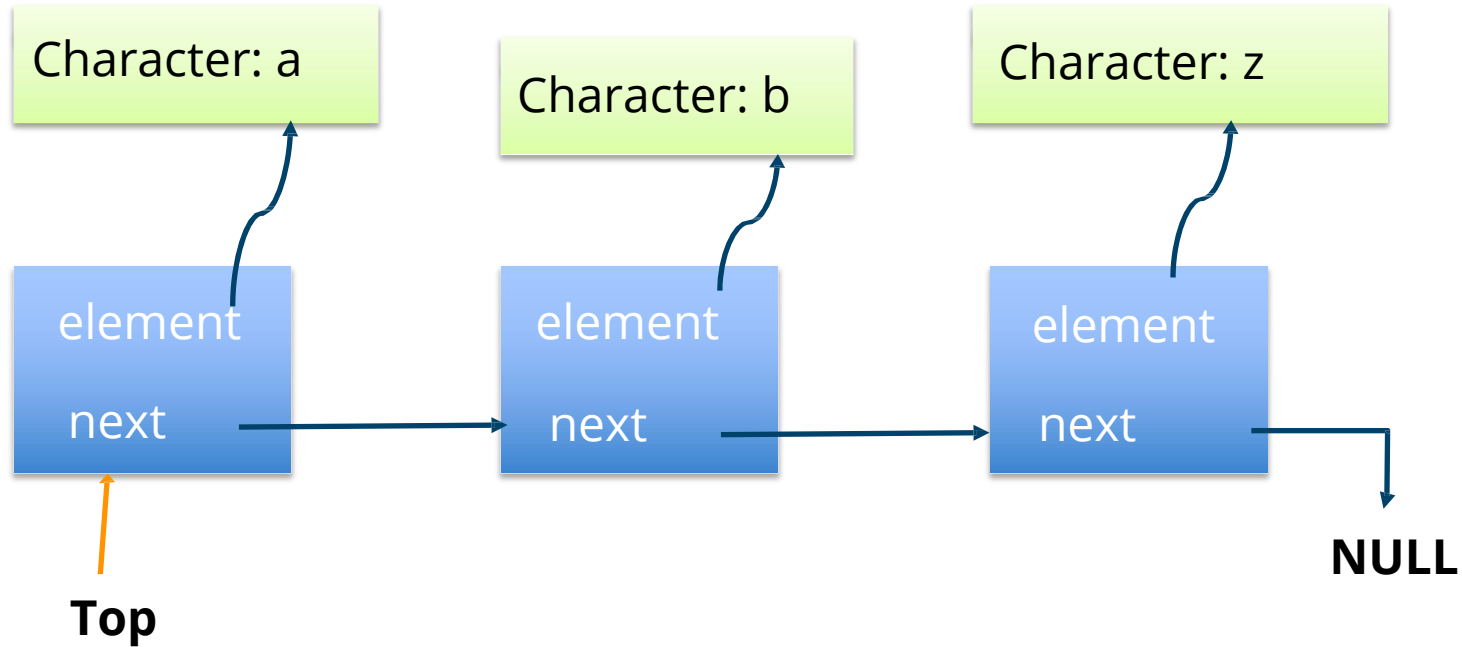 Character: a
Character: b
Character: z
element
next
element
next
element
next
Top
NULL